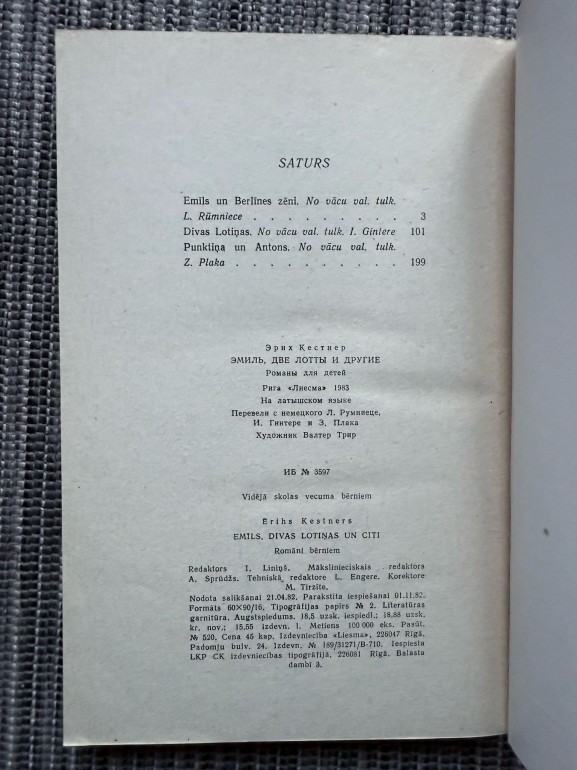 SATURS
Emīls un Berlīnes zēni. No vācu val. tulk.
L. Rūmniece . . . . . . . . . 3
Divas Lotiņas. No vācu val. tulk. I. Gintere 101
Punktiņa un Antons. No vācu val. tulk.
Z. Plaka . . . . . . . . . . 199
Эрих Кестнер
ЭМИЛЬ, ДВЕ ЛОТТЫ И ДРУГИЕ
Романы для детей
Рига «Лиесма» 1983
На латышском языке
Перевели с немецкого Л. Румниеце,
И. Гинтере и З. Плака
Художник Валтер Трир
ИБ № 3597
Vidējā skolas vecuma bērniem
Ērihs Kestners
EMILS, DIVAS LOTIŅAS UN CITI
Romāni bērniem
Redaktors I. Liniņš. Mākslinieciskais redaktors
A. Sprūdžs. Tehniskā redaktore L. Engere. Korektore
M. Tirzīte.
Nodota salikšanai 21.04.82. Parakstīta iespiešanai 01.11.82.
Formāts 60X90/16. Tipogrāfijas papīrs № 2. Literatūras
garnitūra. Augstspiedums. 18,5 uzsk. iespiedl.; 18,88 uzsk.
kr. nov.; 15,55 izdevn. l. Metiens 100 000 eks. Pasūt.
№ 520. Cena 45 kap. Izdevniecība «Liesma», 226047 Rīgā,
Padomju bulv. 24. Izdevn. № 189/31271/B-710. Iespiesta
LKP CK izdevniecības tipogrāfijā, 226081 Rīgā, Balasta
dambī 3.